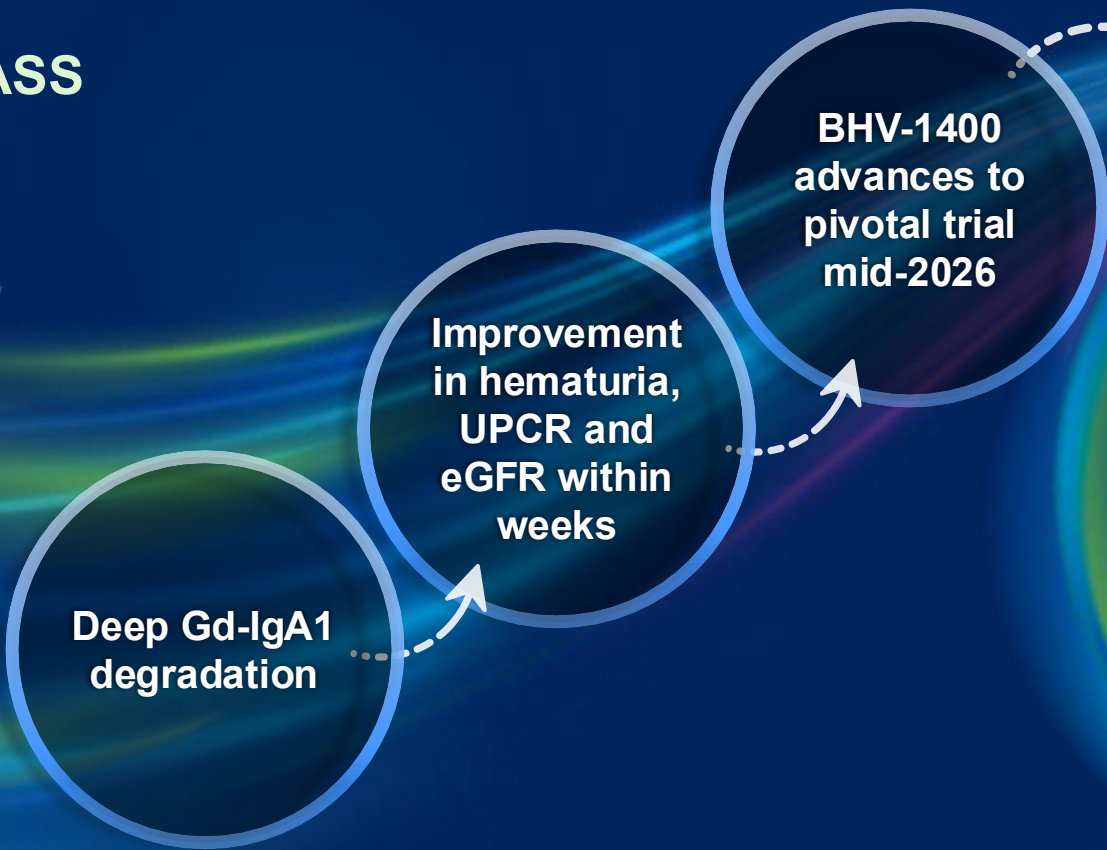 ASS
BHV-1400
advances to
pivotal trial
mid-2026
Improvement
in hematuria,
UPCR and
eGFR within
weeks
Deep Gd-IgA1
degradation